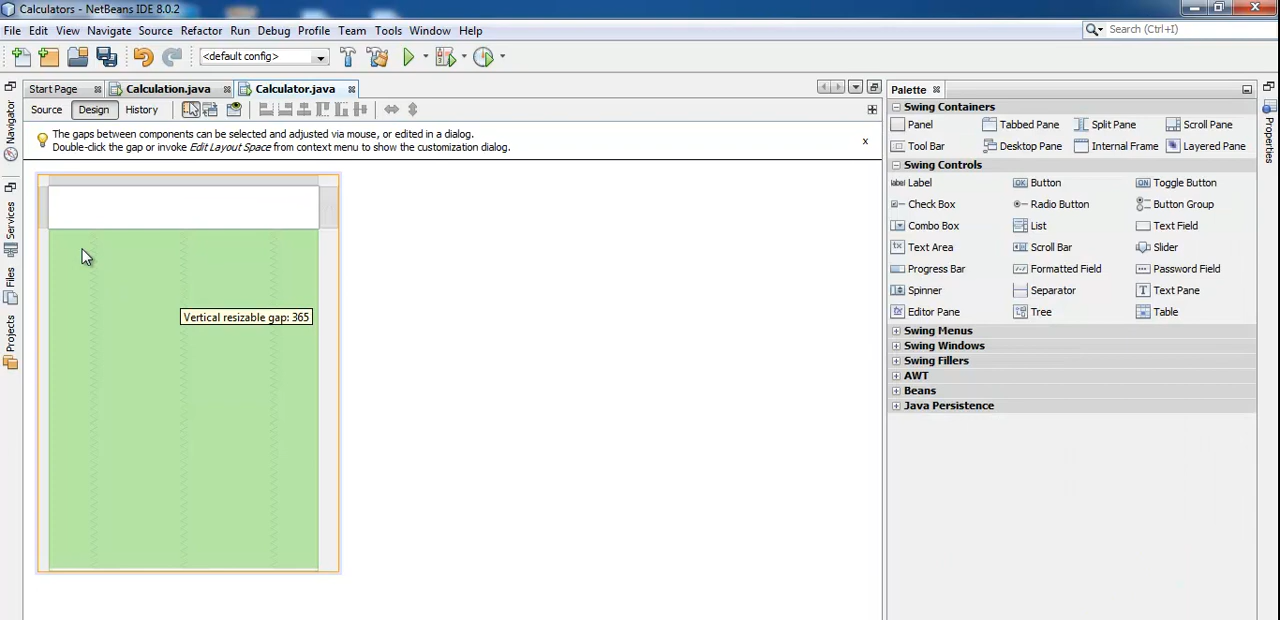 Calculators - NetBeans IDE 8.0.2
File Edit View Navigate Source Refactor Run Debug Profile Team Tools Window Help
Search (Ctrl+I)
<default config>
Start Page Calculation.java Calculator.java
Source Design History
The gaps between components can be selected and adjusted via mouse, or edited in a dialog.
Double-click the gap or invoke Edit Layout Space from context menu to show the customization dialog.
x
Vertical resizable gap: 365
Navigator
Services
Files
Projects
Palette
Swing Containers
Panel Tabbed Pane Split Pane Scroll Pane
Tool Bar Desktop Pane Internal Frame Layered Pane
Swing Controls
label Label OK Button ON Toggle Button
Check Box Radio Button Button Group
Combo Box List Text Field
Text Area Scroll Bar Slider
Progress Bar Formatted Field Password Field
Spinner Separator T Text Pane
Editor Pane Tree Table
Swing Menus
Swing Windows
Swing Fillers
AWT
Beans
Java Persistence
Properties